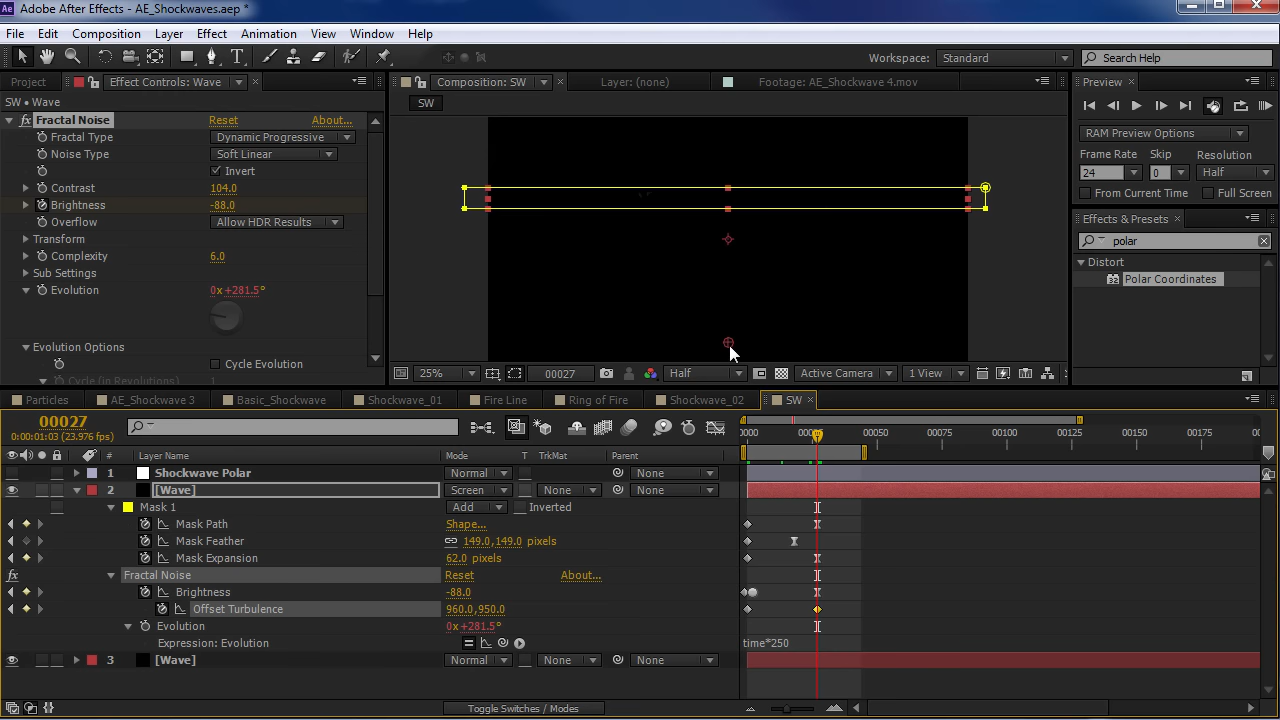 Ae Adobe After Effects - AE_Shockwaves.aep *
File Edit Composition Layer Effect Animation View Window Help
Workspace: Standard Search Help
Project Effect Controls: Wave
Composition: SW Layer: (none) Footage: AE_Shockwave 4.mov
Preview
SW • Wave
SW
fx Fractal Noise Reset About...
Fractal Type Dynamic Progressive
Noise Type Soft Linear
Invert
Contrast 104.0
Brightness -88.0
Overflow Allow HDR Results
Transform
Complexity 6.0
Sub Settings
Evolution 0x+281.5°
Evolution Options
Cycle Evolution
Cycle (in Revolutions) 1
RAM Preview Options
Frame Rate Skip Resolution
24 0 Half
From Current Time Full Screen
Effects & Presets
polar
Distort
32 Polar Coordinates
25% 00027 Half Active Camera 1 View
Particles AE_Shockwave 3 Basic_Shockwave Shockwave_01 Fire Line Ring of Fire Shockwave_02 SW
00027
0:00:01:03 (23.976 fps)
00050 00075 00100 00125 00150 00175
# Layer Name Mode T TrkMat Parent
1 Shockwave Polar Normal None
2 [Wave] Screen None None
Mask 1 Add Inverted
Mask Path Shape...
Mask Feather 149.0,149.0 pixels
Mask Expansion 62.0 pixels
fx Fractal Noise Reset About...
Brightness -88.0
Offset Turbulence 960.0,950.0
Evolution 0x+281.5°
Expression: Evolution time*250
3 [Wave] Normal None None
Toggle Switches / Modes